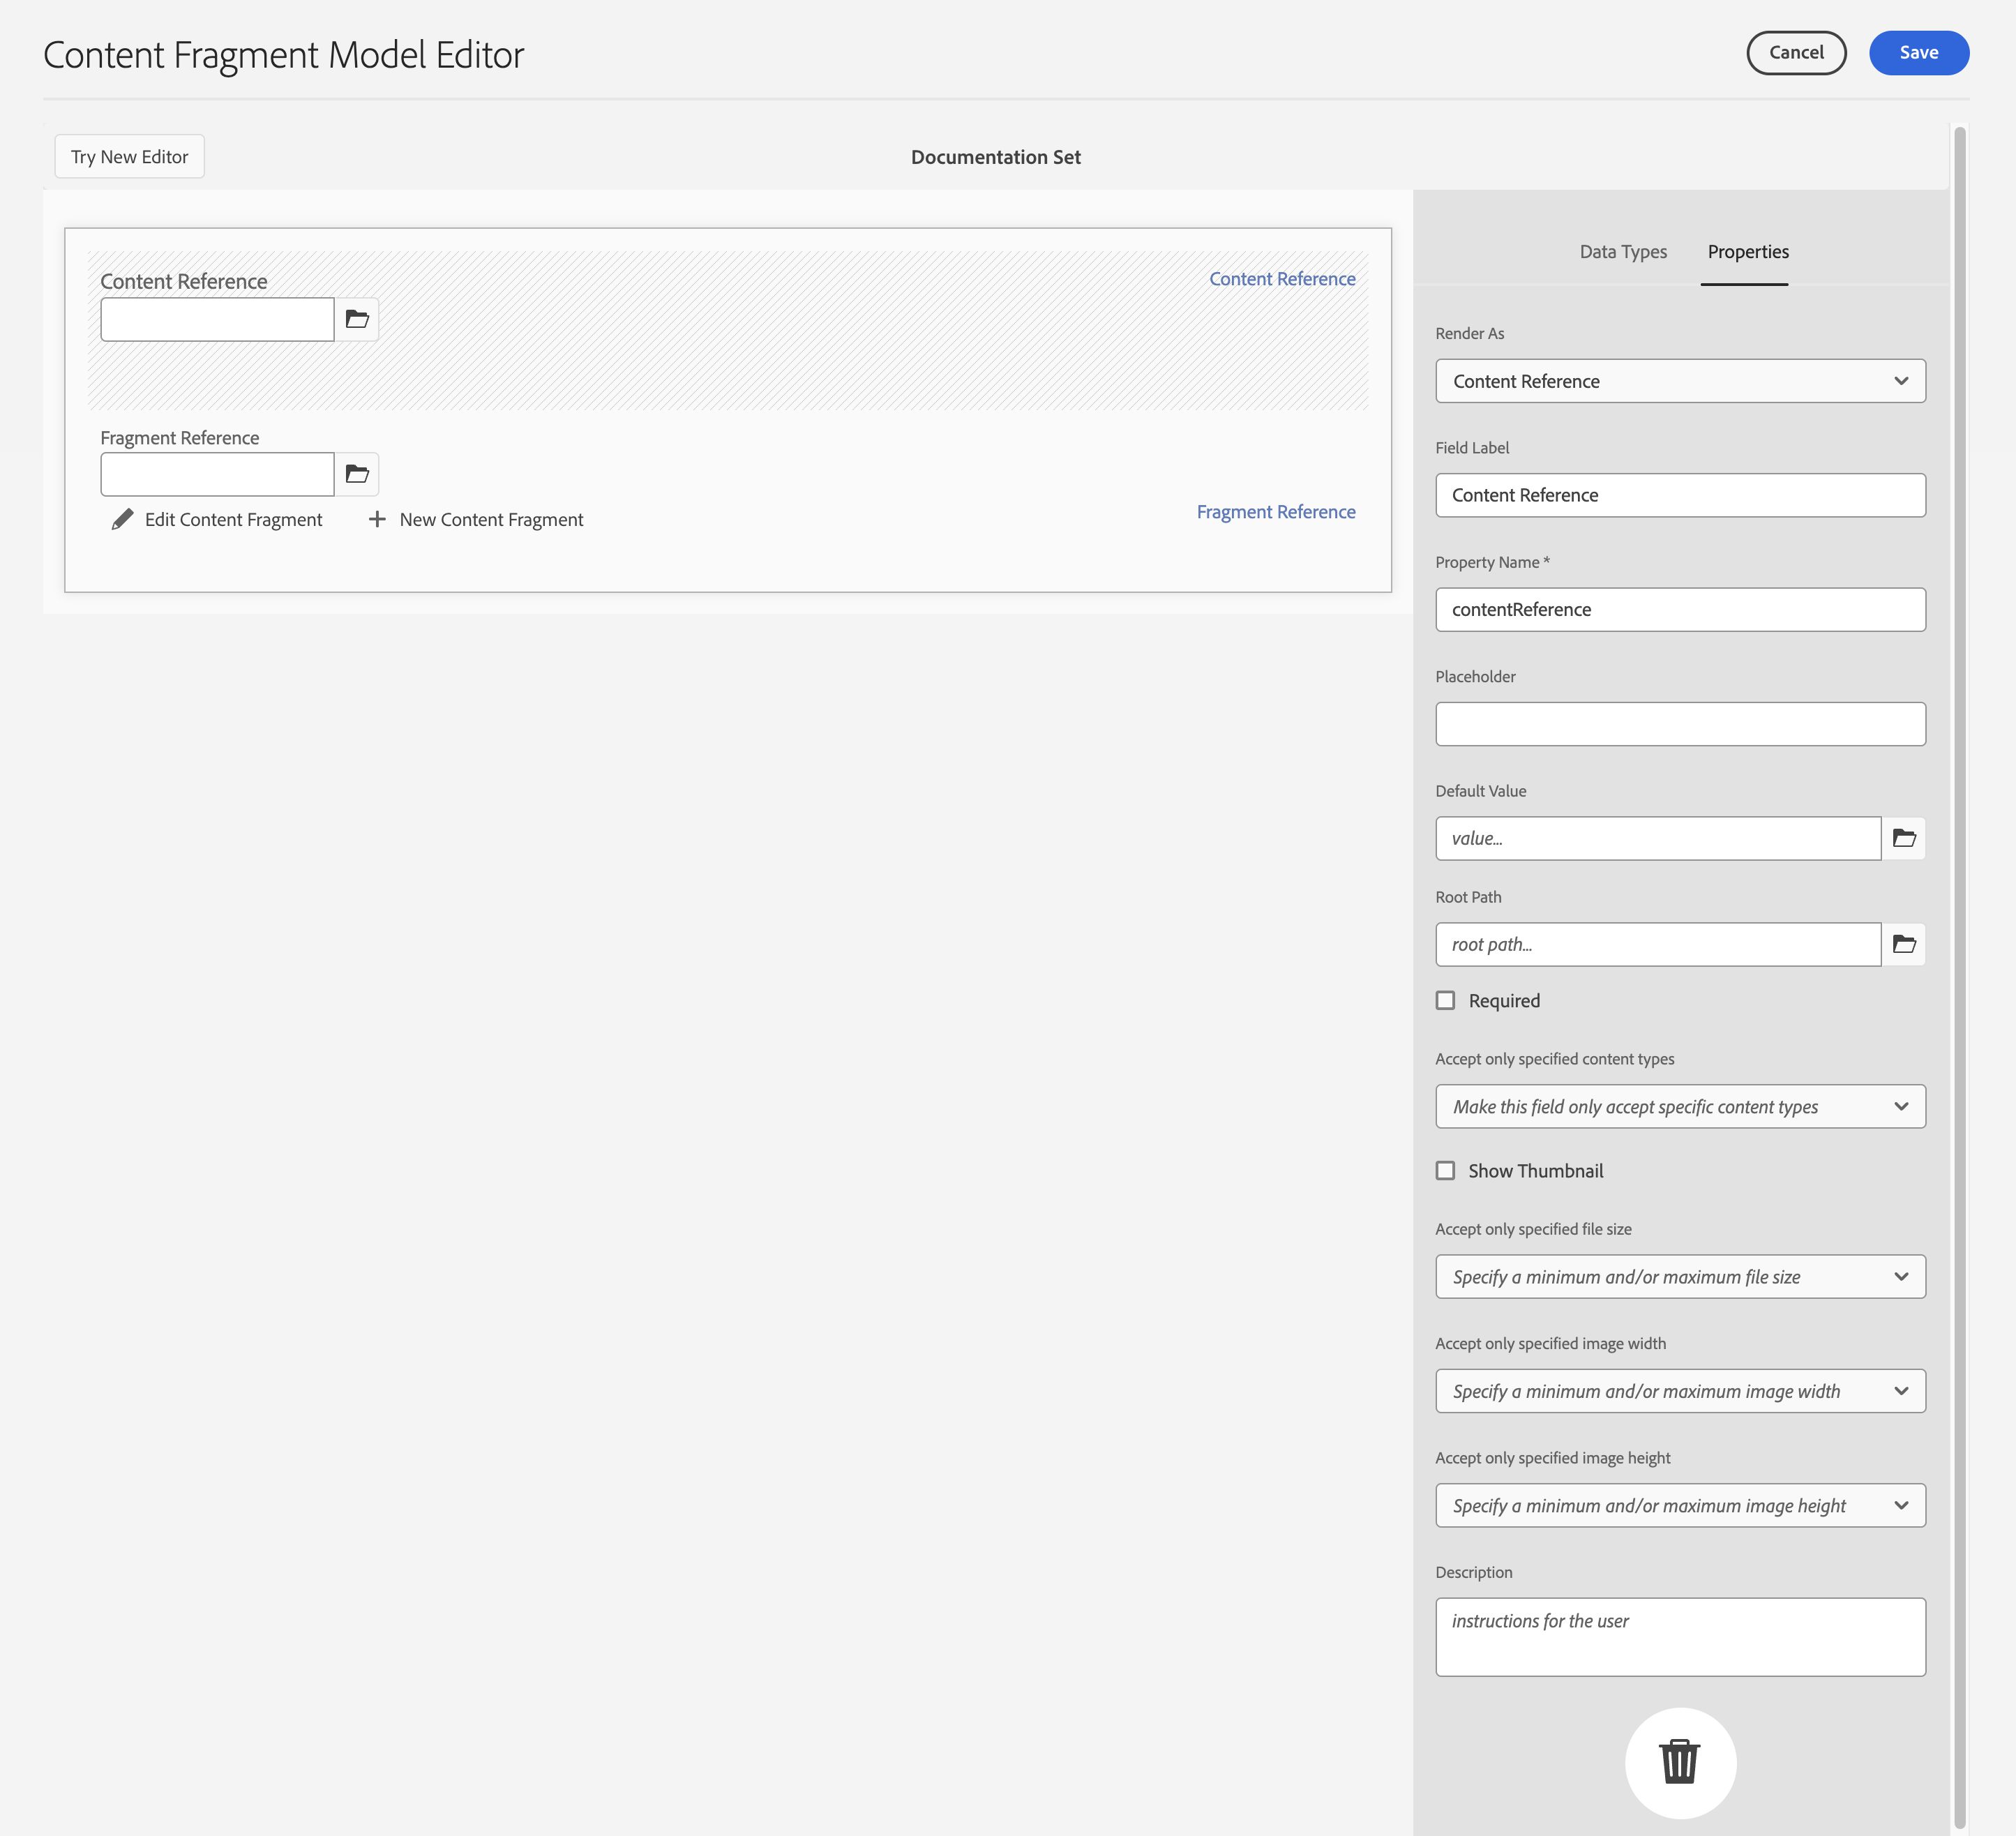 Content Fragment Model Editor
Cancel
Save
Try New Editor
Documentation Set
Content Reference
Content Reference
Fragment Reference
Edit Content Fragment
New Content Fragment
Fragment Reference
Data Types
Properties
Render As
Content Reference
Field Label
Content Reference
Property Name *
contentReference
Placeholder
Default Value
value...
Root Path
root path...
Required
Accept only specified content types
Make this field only accept specific content types
Show Thumbnail
Accept only specified file size
Specify a minimum and/or maximum file size
Accept only specified image width
Specify a minimum and/or maximum image width
Accept only specified image height
Specify a minimum and/or maximum image height
Description
instructions for the user